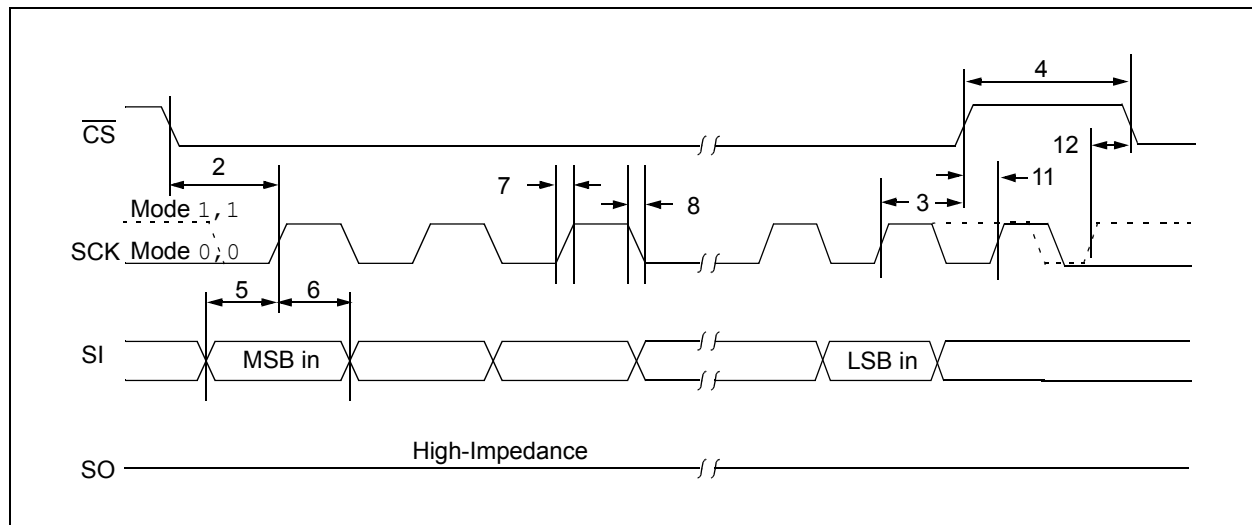 4
CS
12
2
7
11
3
8
Mode 1,1
SCK Mode 0,0
5
6
SI
MSB in
LSB in
High-Impedance
SO